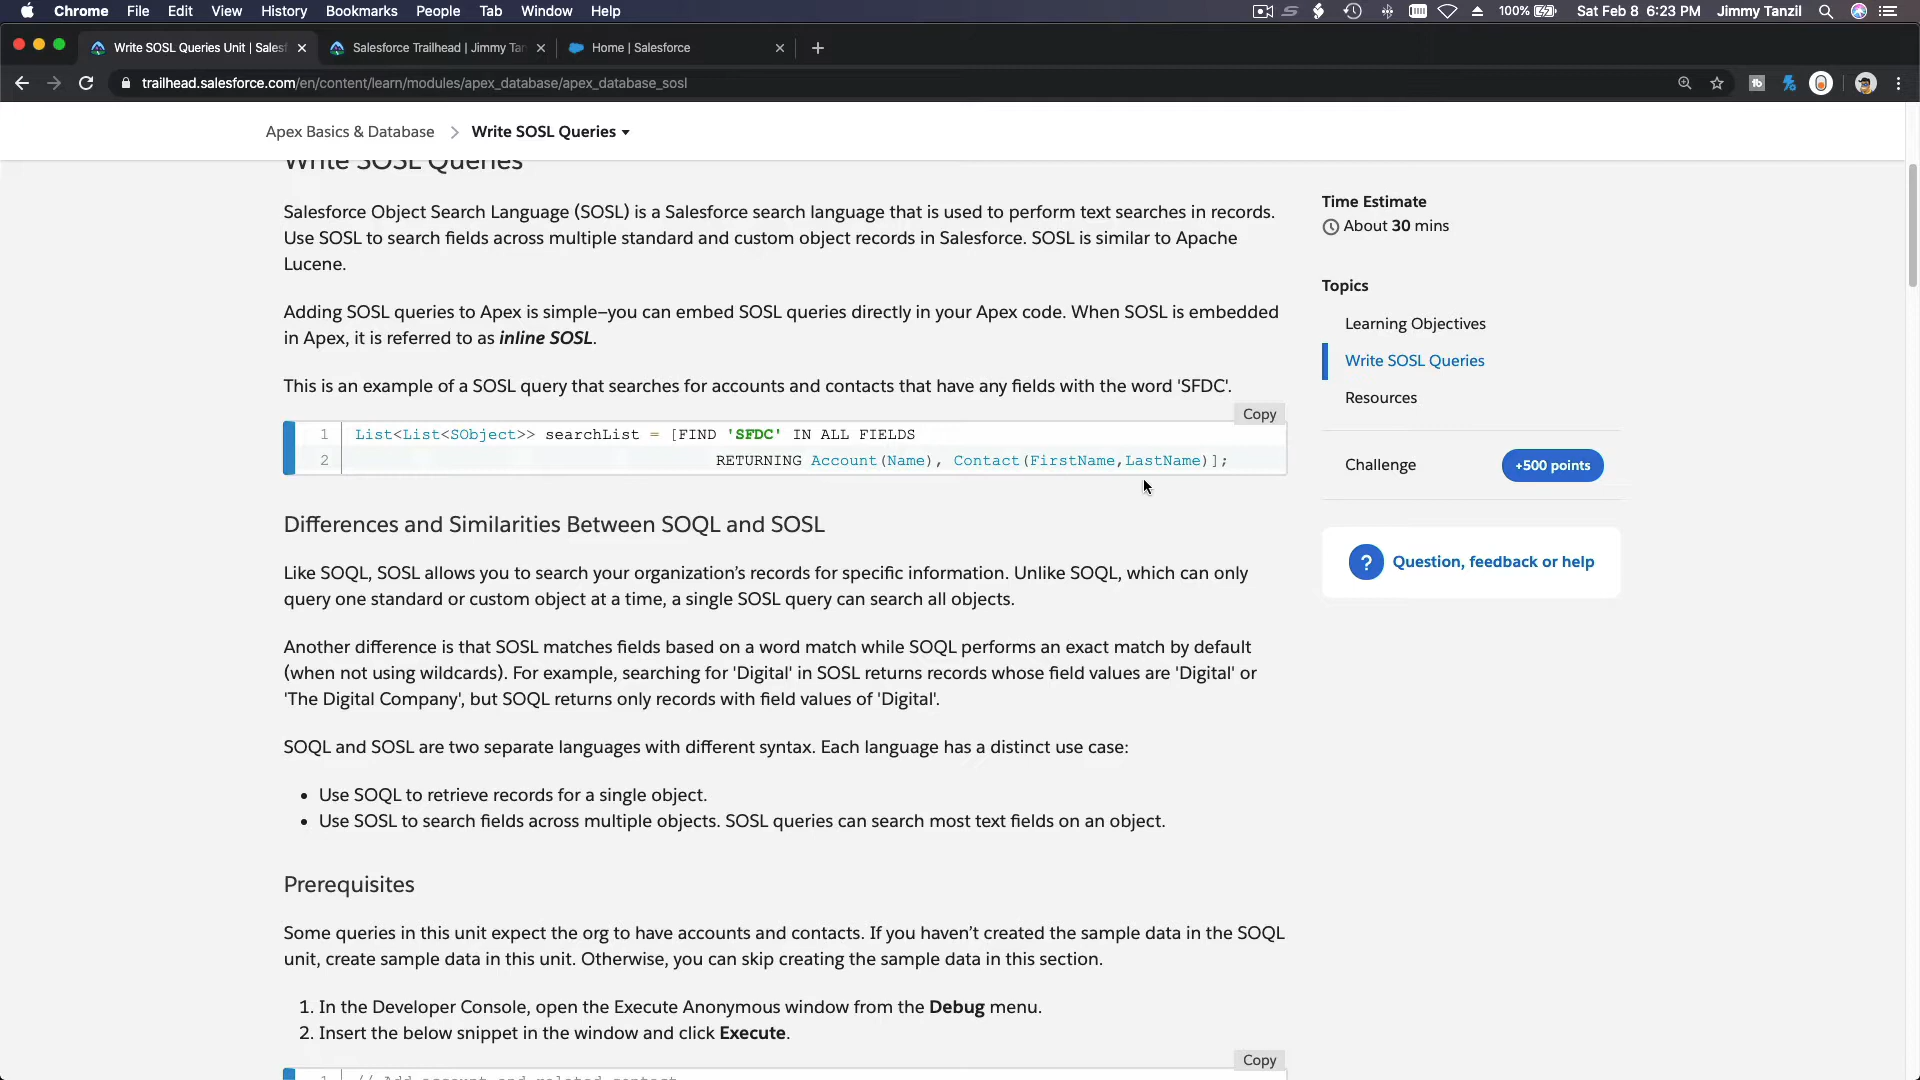 Chrome File Edit View History Bookmarks People Tab Window Help 100% Sat Feb 8 6:23 PM Jimmy Tanzil
Write SOSL Queries Unit | Salesf Salesforce Trailhead | Jimmy Tan Home | Salesforce
trailhead.salesforce.com/en/content/learn/modules/apex_database/apex_database_sosl
Apex Basics & Database > Write SOSL Queries
Write SOSL Queries
Salesforce Object Search Language (SOSL) is a Salesforce search language that is used to perform text searches in records.
Use SOSL to search fields across multiple standard and custom object records in Salesforce. SOSL is similar to Apache
Lucene.
Adding SOSL queries to Apex is simple—you can embed SOSL queries directly in your Apex code. When SOSL is embedded
in Apex, it is referred to as inline SOSL.
This is an example of a SOSL query that searches for accounts and contacts that have any fields with the word 'SFDC'.
Copy
1 List<List<SObject>> searchList = [FIND 'SFDC' IN ALL FIELDS
2 RETURNING Account(Name), Contact(FirstName,LastName)];
Differences and Similarities Between SOQL and SOSL
Like SOQL, SOSL allows you to search your organization’s records for specific information. Unlike SOQL, which can only
query one standard or custom object at a time, a single SOSL query can search all objects.
Another difference is that SOSL matches fields based on a word match while SOQL performs an exact match by default
(when not using wildcards). For example, searching for 'Digital' in SOSL returns records whose field values are 'Digital' or
'The Digital Company', but SOQL returns only records with field values of 'Digital'.
SOQL and SOSL are two separate languages with different syntax. Each language has a distinct use case:
• Use SOQL to retrieve records for a single object.
• Use SOSL to search fields across multiple objects. SOSL queries can search most text fields on an object.
Prerequisites
Some queries in this unit expect the org to have accounts and contacts. If you haven’t created the sample data in the SOQL
unit, create sample data in this unit. Otherwise, you can skip creating the sample data in this section.
1. In the Developer Console, open the Execute Anonymous window from the Debug menu.
2. Insert the below snippet in the window and click Execute.
Copy
1 // Add account and related contact
Time Estimate
About 30 mins
Topics
Learning Objectives
Write SOSL Queries
Resources
Challenge +500 points
? Question, feedback or help